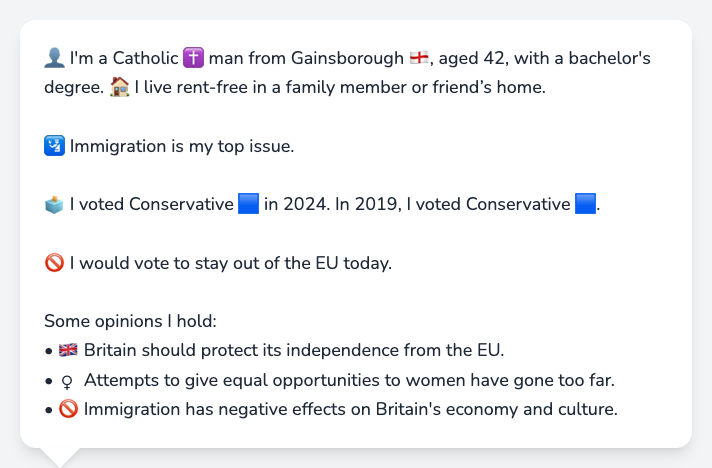 👤 I'm a Catholic ✝️ man from Gainsborough 🏴󠁧󠁢󠁥󠁮󠁧󠁿, aged 42, with a bachelor's
degree. 🏠 I live rent-free in a family member or friend’s home.
🛂 Immigration is my top issue.
🗳️ I voted Conservative 🟦 in 2024. In 2019, I voted Conservative 🟦.
🚫 I would vote to stay out of the EU today.
Some opinions I hold:
• 🇬🇧 Britain should protect its independence from the EU.
• ♀ Attempts to give equal opportunities to women have gone too far.
• 🚫 Immigration has negative effects on Britain's economy and culture.